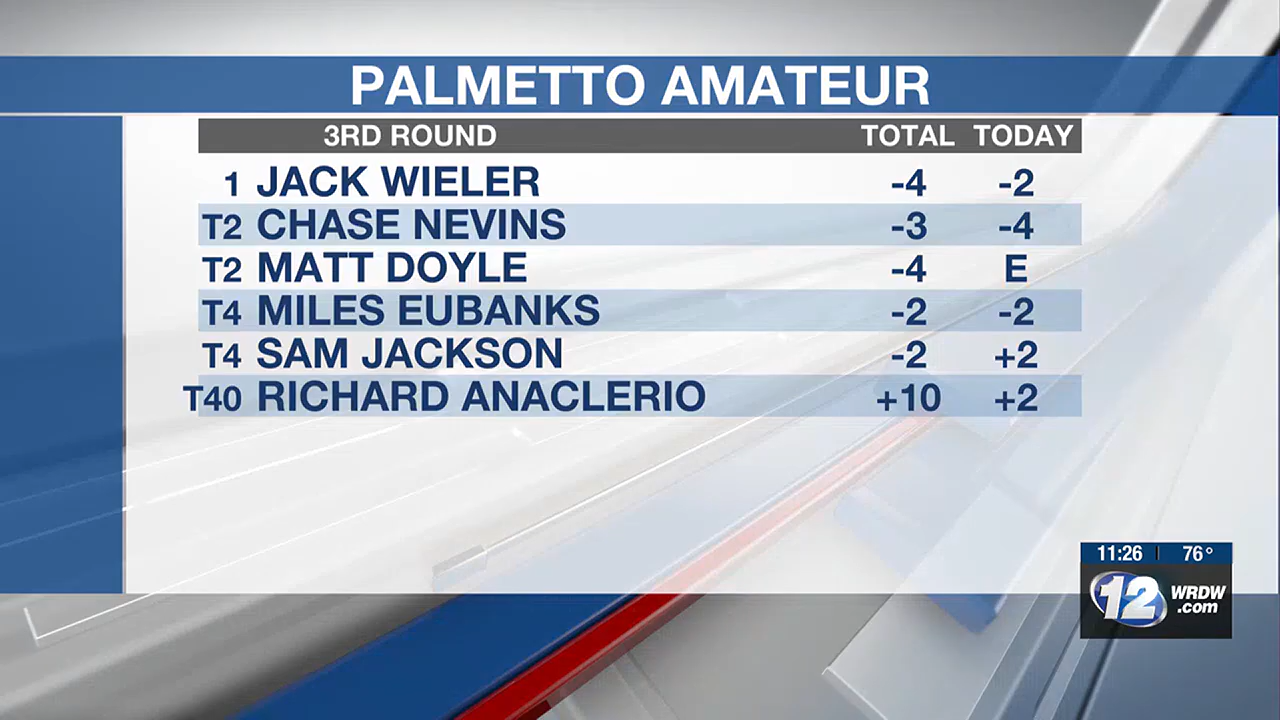 PALMETTO AMATEUR
3RD ROUND TOTAL TODAY
1 JACK WIELER -4 -2
T2 CHASE NEVINS -3 -4
T2 MATT DOYLE -4 E
T4 MILES EUBANKS -2 -2
T4 SAM JACKSON -2 +2
T40 RICHARD ANACLERIO +10 +2
11:26 | 76°
12 WRDW
.com